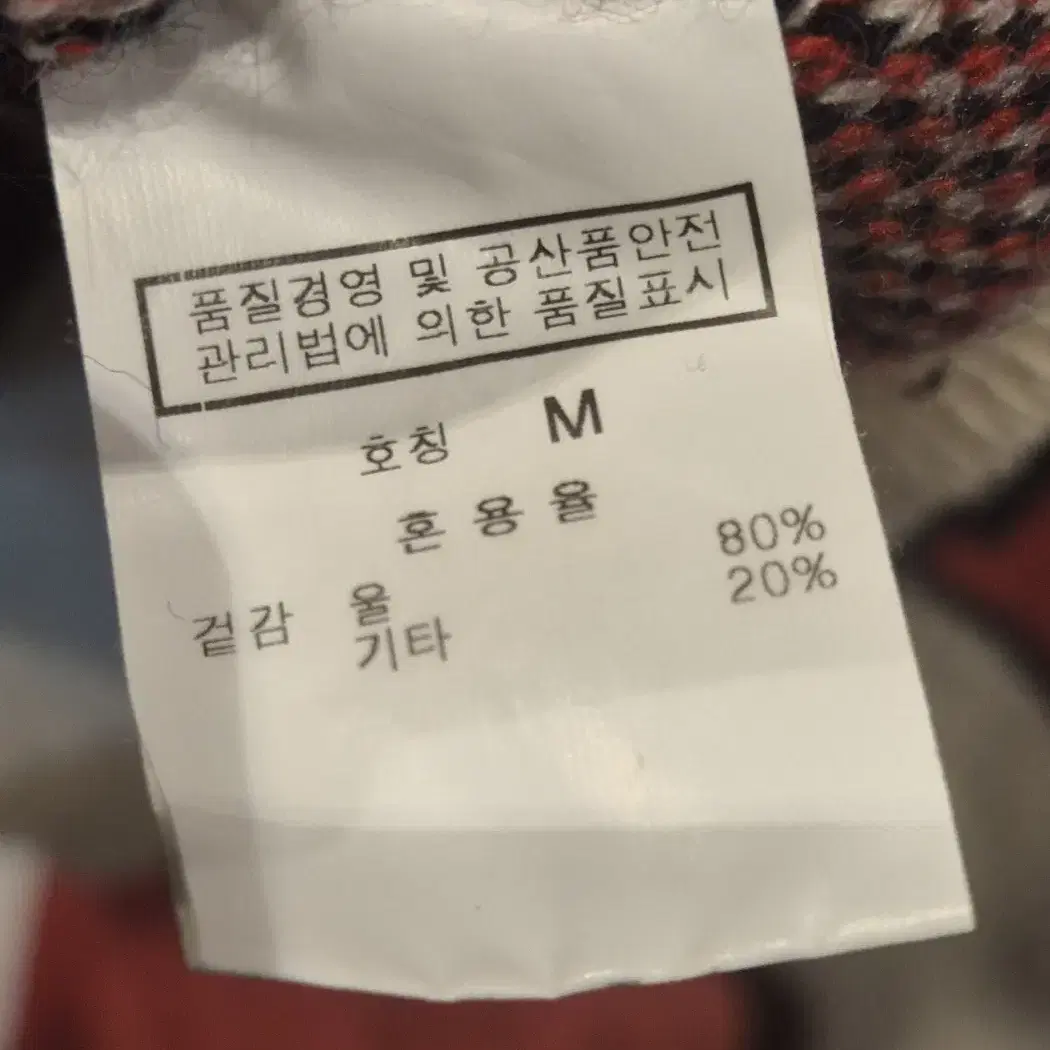 품질경영 및 공산품안전
관리법에 의한 품질표시
호칭 M
혼용율
겉감 울 80%
기타 20%